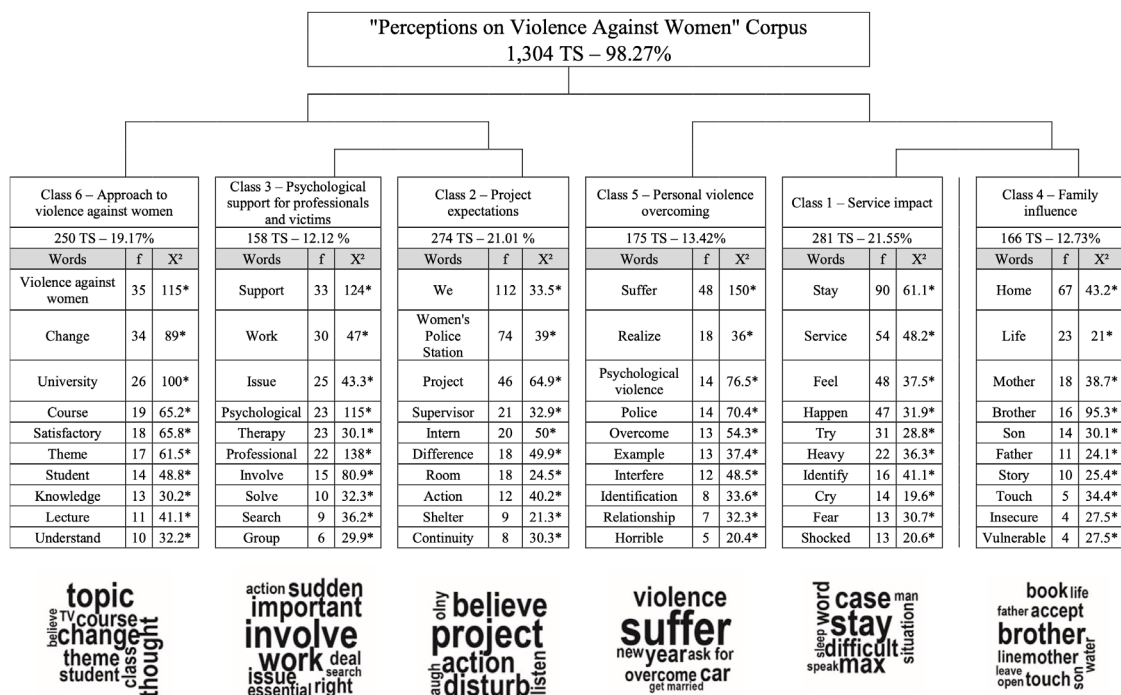 "Perceptions on Violence Against Women" Corpus
1,304 TS – 98.27%
Class 6 – Approach to
violence against women
250 TS – 19.17%
Words f X²
Violence against
women 35 115*
Change 34 89*
University 26 100*
Course 19 65.2*
Satisfactory 18 65.8*
Theme 17 61.5*
Student 14 48.8*
Knowledge 13 30.2*
Lecture 11 41.1*
Understand 10 32.2*
Class 3 – Psychological
support for professionals
and victims
158 TS – 12.12 %
Words f X²
Support 33 124*
Work 30 47*
Issue 25 43.3*
Psychological 23 115*
Therapy 23 30.1*
Professional 22 138*
Involve 15 80.9*
Solve 10 32.3*
Search 9 36.2*
Group 6 29.9*
Class 2 – Project
expectations
274 TS – 21.01 %
Words f X²
We 112 33.5*
Women's
Police
Station 74 39*
Project 46 64.9*
Supervisor 21 32.9*
Intern 20 50*
Difference 18 49.9*
Room 18 24.5*
Action 12 40.2*
Shelter 9 21.3*
Continuity 8 30.3*
Class 5 – Personal violence
overcoming
175 TS – 13.42%
Words f X²
Suffer 48 150*
Realize 18 36*
Psychological
violence 14 76.5*
Police 14 70.4*
Overcome 13 54.3*
Example 13 37.4*
Interfere 12 48.5*
Identification 8 33.6*
Relationship 7 32.3*
Horrible 5 20.4*
Class 1 – Service impact
281 TS – 21.55%
Words f X²
Stay 90 61.1*
Service 54 48.2*
Feel 48 37.5*
Happen 47 31.9*
Try 31 28.8*
Heavy 22 36.3*
Identify 16 41.1*
Cry 14 19.6*
Fear 13 30.7*
Shocked 13 20.6*
Class 4 – Family
influence
166 TS – 12.73%
Words f X²
Home 67 43.2*
Life 23 21*
Mother 18 38.7*
Brother 16 95.3*
Son 14 30.1*
Father 11 24.1*
Story 10 25.4*
Touch 5 34.4*
Insecure 4 27.5*
Vulnerable 4 27.5*
topic
believe
TV course
change
theme
student
class
thought
action sudden
important
involve
work deal
issue search
essential right
olny
believe
project
action
disturb
listen
augh
violence
suffer
new year ask for
overcome car
get married
word
case man
stay
sleep
difficult
situation
speak max
book life
father accept
brother
line mother
leave
open touch
son
water